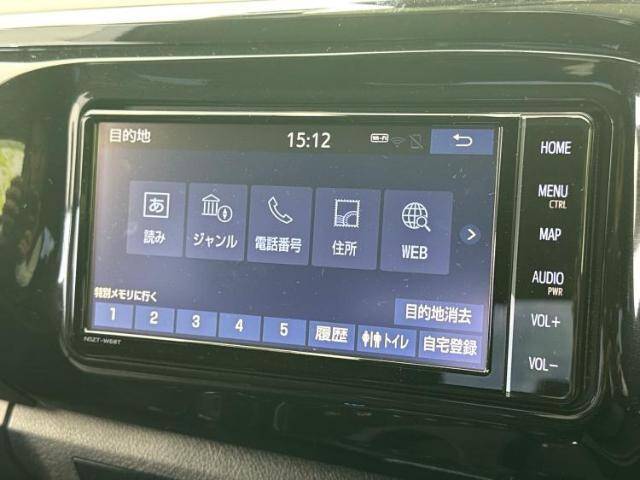 目的地 15:12 Wi-Fi
あ
読み ジャンル 電話番号 住所 WEB
特別メモリに行く 目的地消去
1 2 3 4 5 履歴 トイレ 自宅登録
NSZT-W68T
HOME
MENU
CTRL
MAP
AUDIO
PWR
VOL+
VOL-